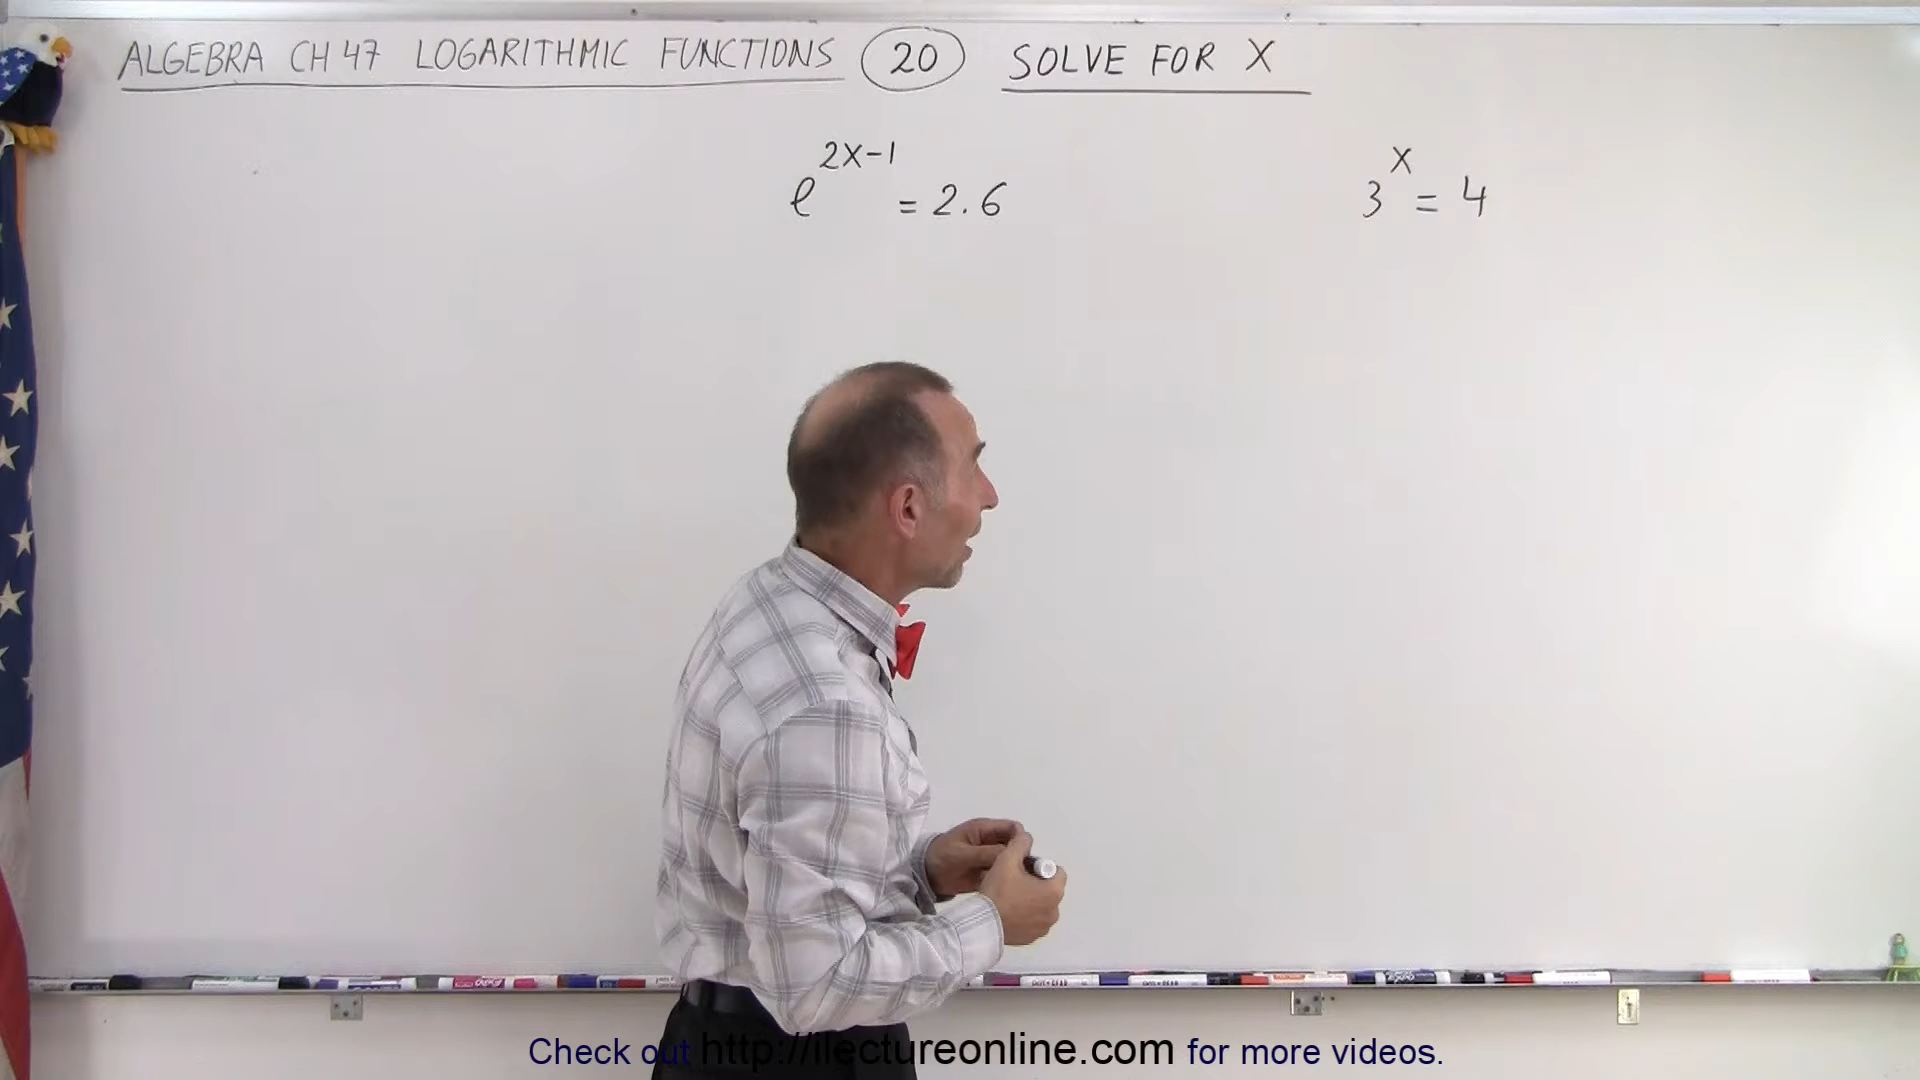 ALGEBRA CH 47 LOGARITHMIC FUNCTIONS 20 SOLVE FOR X
e^{2X-1} = 2.6
3^X = 4
Check out http://ilectureonline.com for more videos.